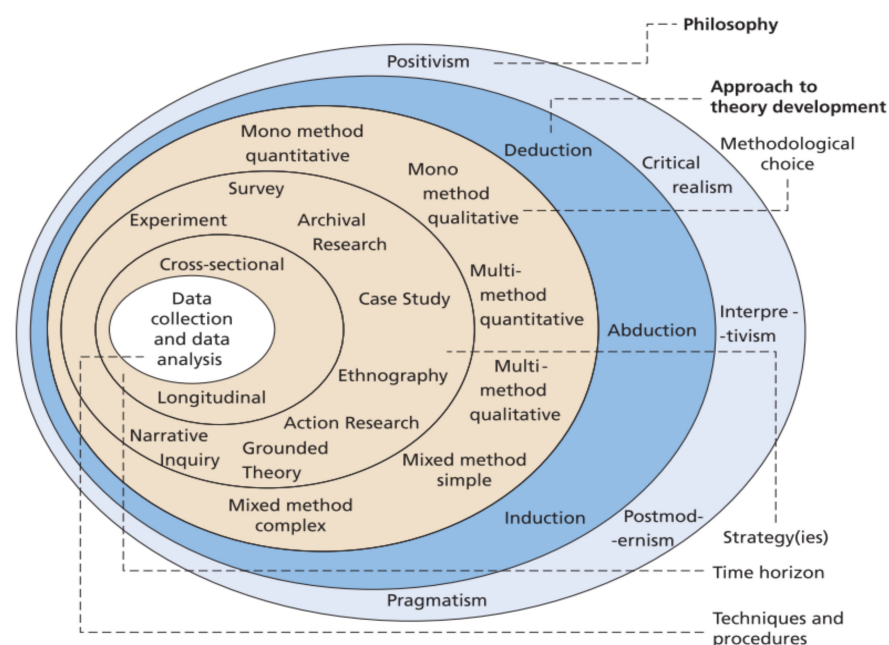 Philosophy
Positivism
Approach to
theory development
Mono method
quantitative
Deduction
Methodological
choice
Critical
realism
Mono
method
qualitative
Survey
Experiment
Archival
Research
Cross-sectional
Data
collection
and data
analysis
Case Study
Multi-
method
quantitative
Abduction
Interpre -
-tivism
Ethnography
Multi-
method
qualitative
Longitudinal
Action Research
Narrative
Inquiry
Grounded
Theory
Mixed method
simple
Mixed method
complex
Induction
Postmod-
-ernism
Strategy(ies)
Time horizon
Pragmatism
Techniques and
procedures